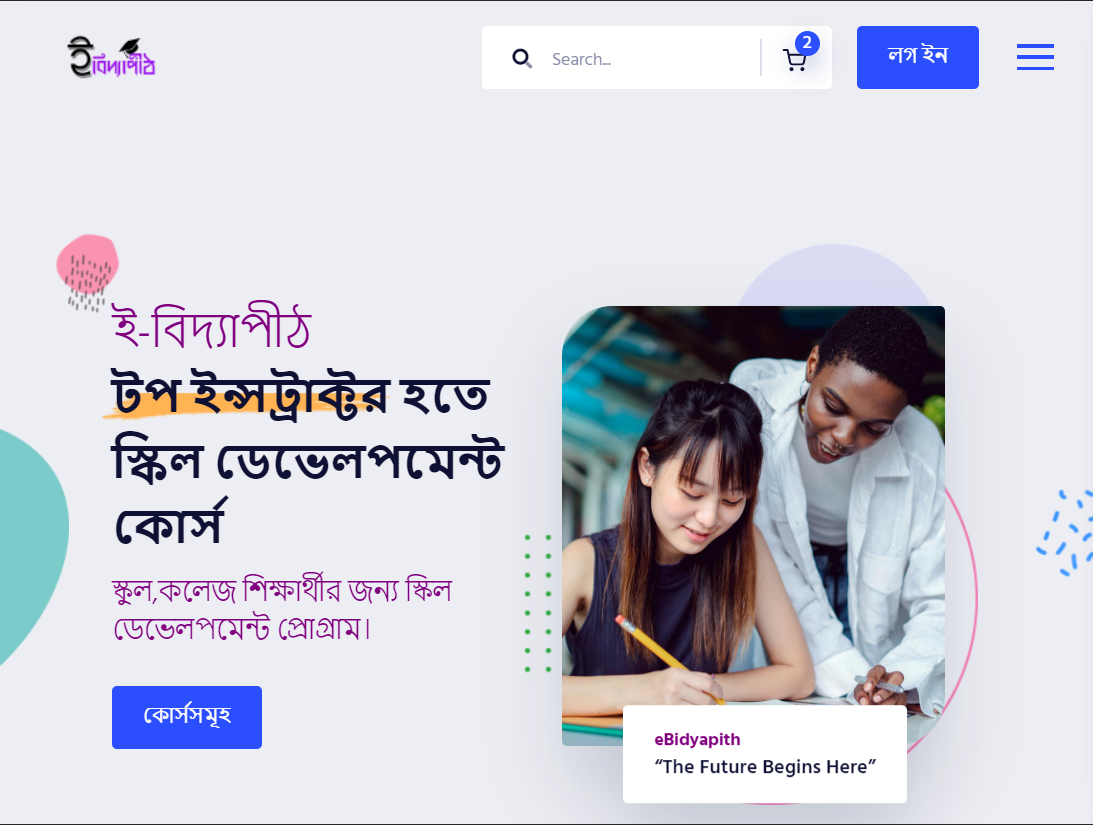 ই বিদ্যাপীঠ
Search...
2
লগ ইন
ই-বিদ্যাপীঠ
টপ ইন্সট্রাক্টর হতে
স্কিল ডেভেলপমেন্ট
কোর্স
স্কুল,কলেজ শিক্ষার্থীর জন্য স্কিল
ডেভেলপমেন্ট প্রোগ্রাম।
কোর্সসমূহ
eBidyapith
“The Future Begins Here”